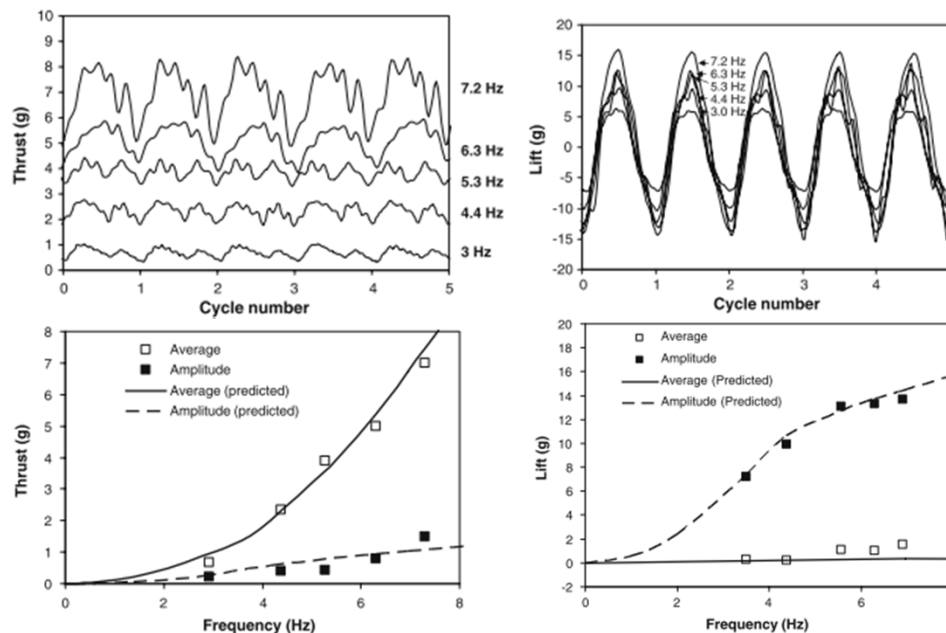 10
9
8
7
6
5
4
3
2
1
0
Thrust (g)
7.2 Hz
6.3 Hz
5.3 Hz
4.4 Hz
3 Hz
0 1 2 3 4 5
Cycle number
20
15
10
5
0
-5
-10
-15
-20
Lift (g)
7.2 Hz
6.3 Hz
5.3 Hz
4.4 Hz
3.0 Hz
0 1 2 3 4
Cycle number
8
7
6
5
4
3
2
1
0
Thrust (g)
Average
Amplitude
Average (predicted)
Amplitude (predicted)
0 2 4 6 8
Frequency (Hz)
20
18
16
14
12
10
8
6
4
2
0
-2
Lift (g)
Average
Amplitude
Average (Predicted)
Amplitude (Predicted)
0 2 4 6
Frequency (Hz)